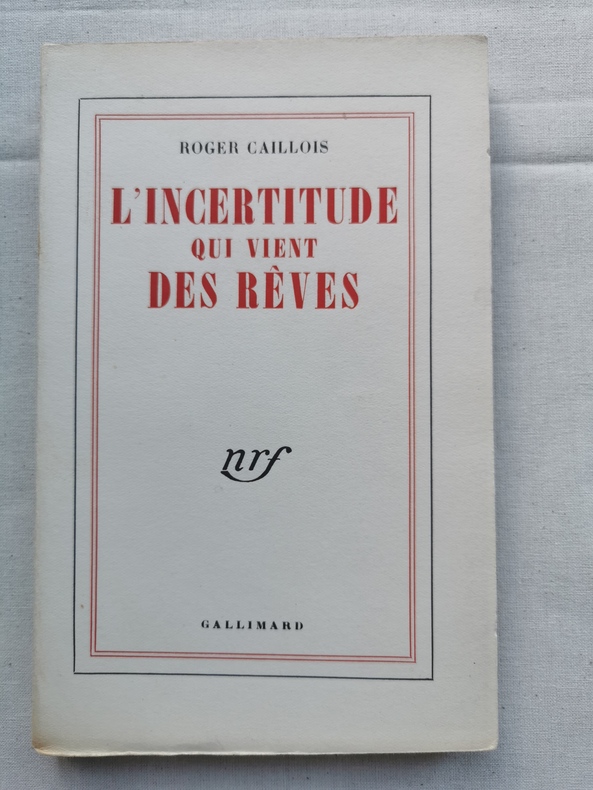 ROGER CAILLOIS
L'INCERTITUDE
QUI VIENT
DES RÊVES
nrf
GALLIMARD